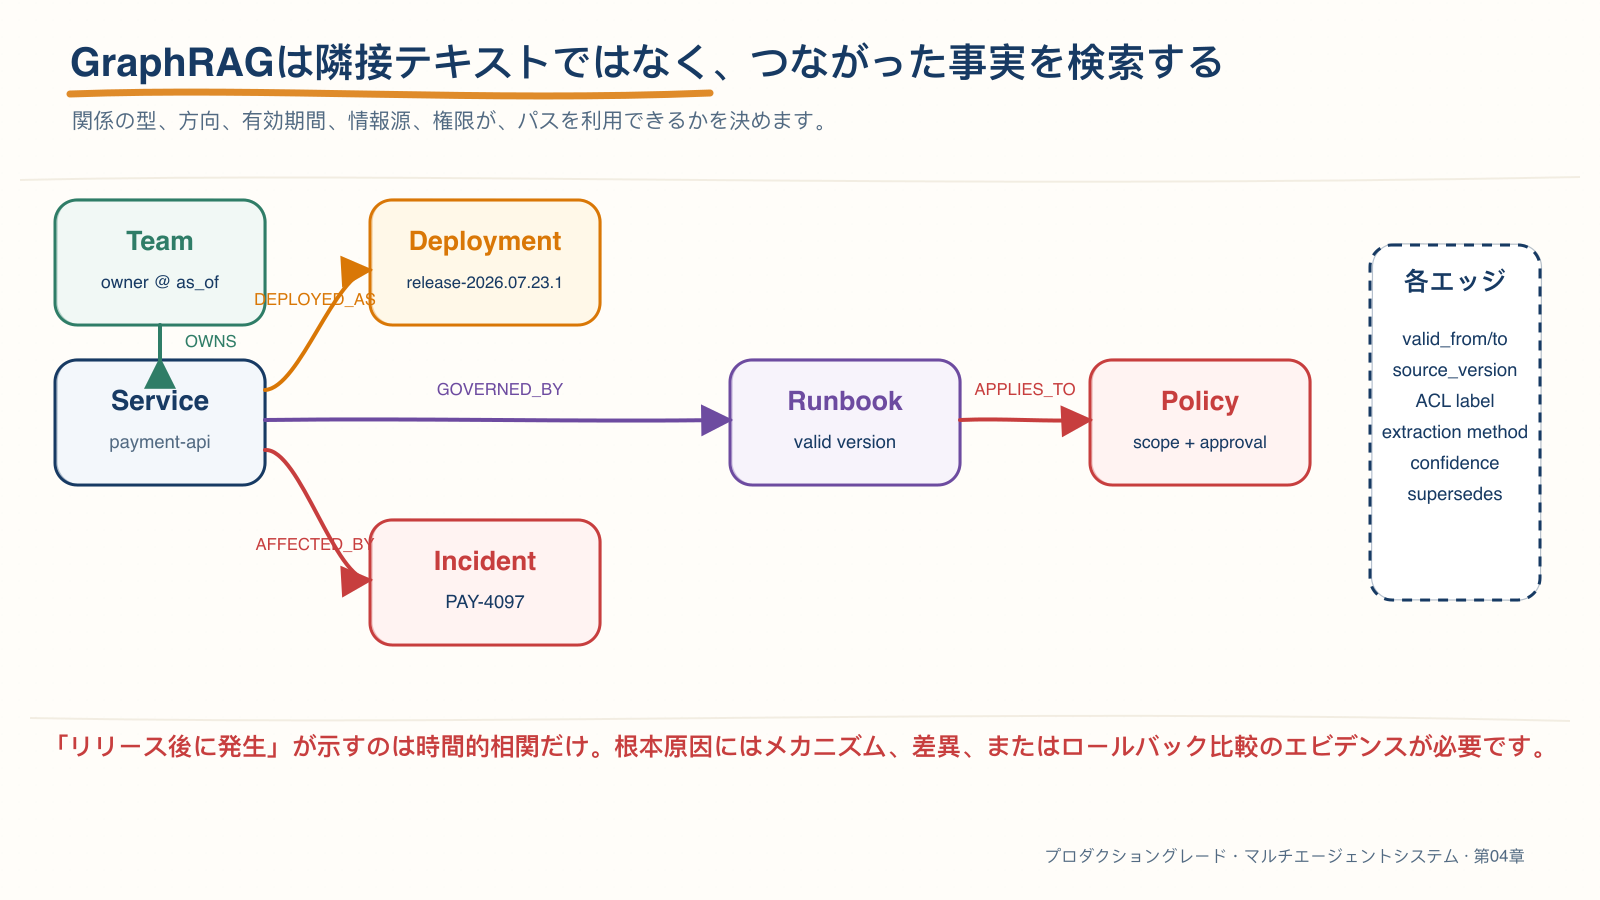 GraphRAGは隣接テキストではなく、つながった事実を検索する
関係の型、方向、有効期間、情報源、権限が、パスを利用できるかを決めます。
Team
owner @ as_of
Deployment
release-2026.07.23.1
DEPLOYED_AS
OWNS
Service
payment-api
GOVERNED_BY
Runbook
valid version
APPLIES_TO
Policy
scope + approval
AFFECTED_BY
Incident
PAY-4097
各エッジ
valid_from/to
source_version
ACL label
extraction method
confidence
supersedes
「リリース後に発生」が示すのは時間的相関だけ。根本原因にはメカニズム、差異、またはロールバック比較のエビデンスが必要です。
プロダクショングレード・マルチエージェントシステム · 第04章